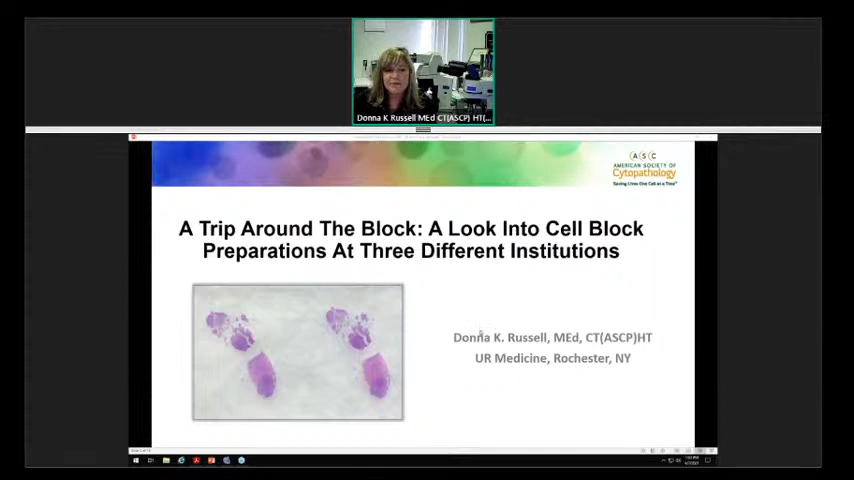 Donna K Russell MEd CT(ASCP) HT(...
ASC
AMERICAN SOCIETY OF
Cytopathology
Saving Lives One Cell at a Time
A Trip Around The Block: A Look Into Cell Block
Preparations At Three Different Institutions
Donna K. Russell, MEd, CT(ASCP)HT
UR Medicine, Rochester, NY